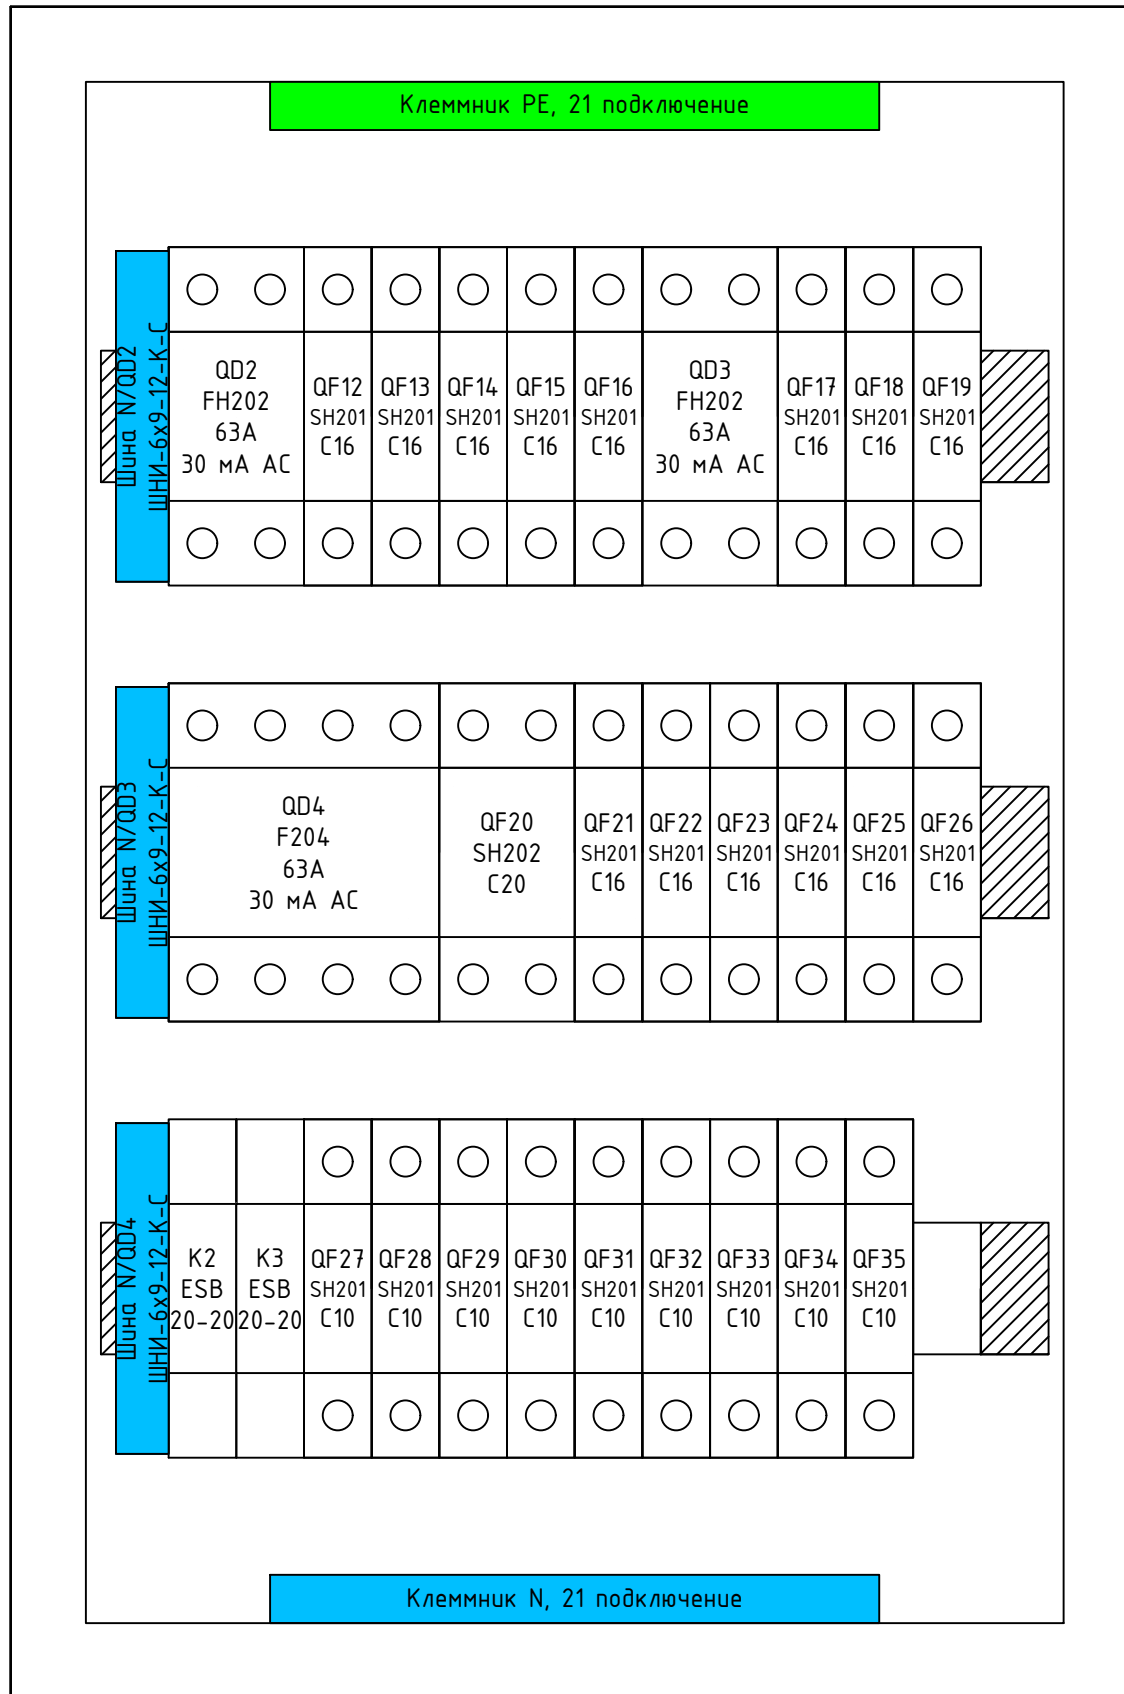 Клеммник PE, 21 подключение
Шина N/QD2
ШНИ-6х9-12-К-С
QD2
FH202
63А
30 мА АС
QF12
SH201
C16
QF13
SH201
C16
QF14
SH201
C16
QF15
SH201
C16
QF16
SH201
C16
QD3
FH202
63А
30 мА АС
QF17
SH201
C16
QF18
SH201
C16
QF19
SH201
C16
Шина N/QD3
ШНИ-6х9-12-К-С
QD4
F204
63А
30 мА АС
QF20
SH202
C20
QF21
SH201
C16
QF22
SH201
C16
QF23
SH201
C16
QF24
SH201
C16
QF25
SH201
C16
QF26
SH201
C16
Шина N/QD4
ШНИ-6х9-12-К-С
K2
ESB
20-20
K3
ESB
20-20
QF27
SH201
C10
QF28
SH201
C10
QF29
SH201
C10
QF30
SH201
C10
QF31
SH201
C10
QF32
SH201
C10
QF33
SH201
C10
QF34
SH201
C10
QF35
SH201
C10
Клеммник N, 21 подключение